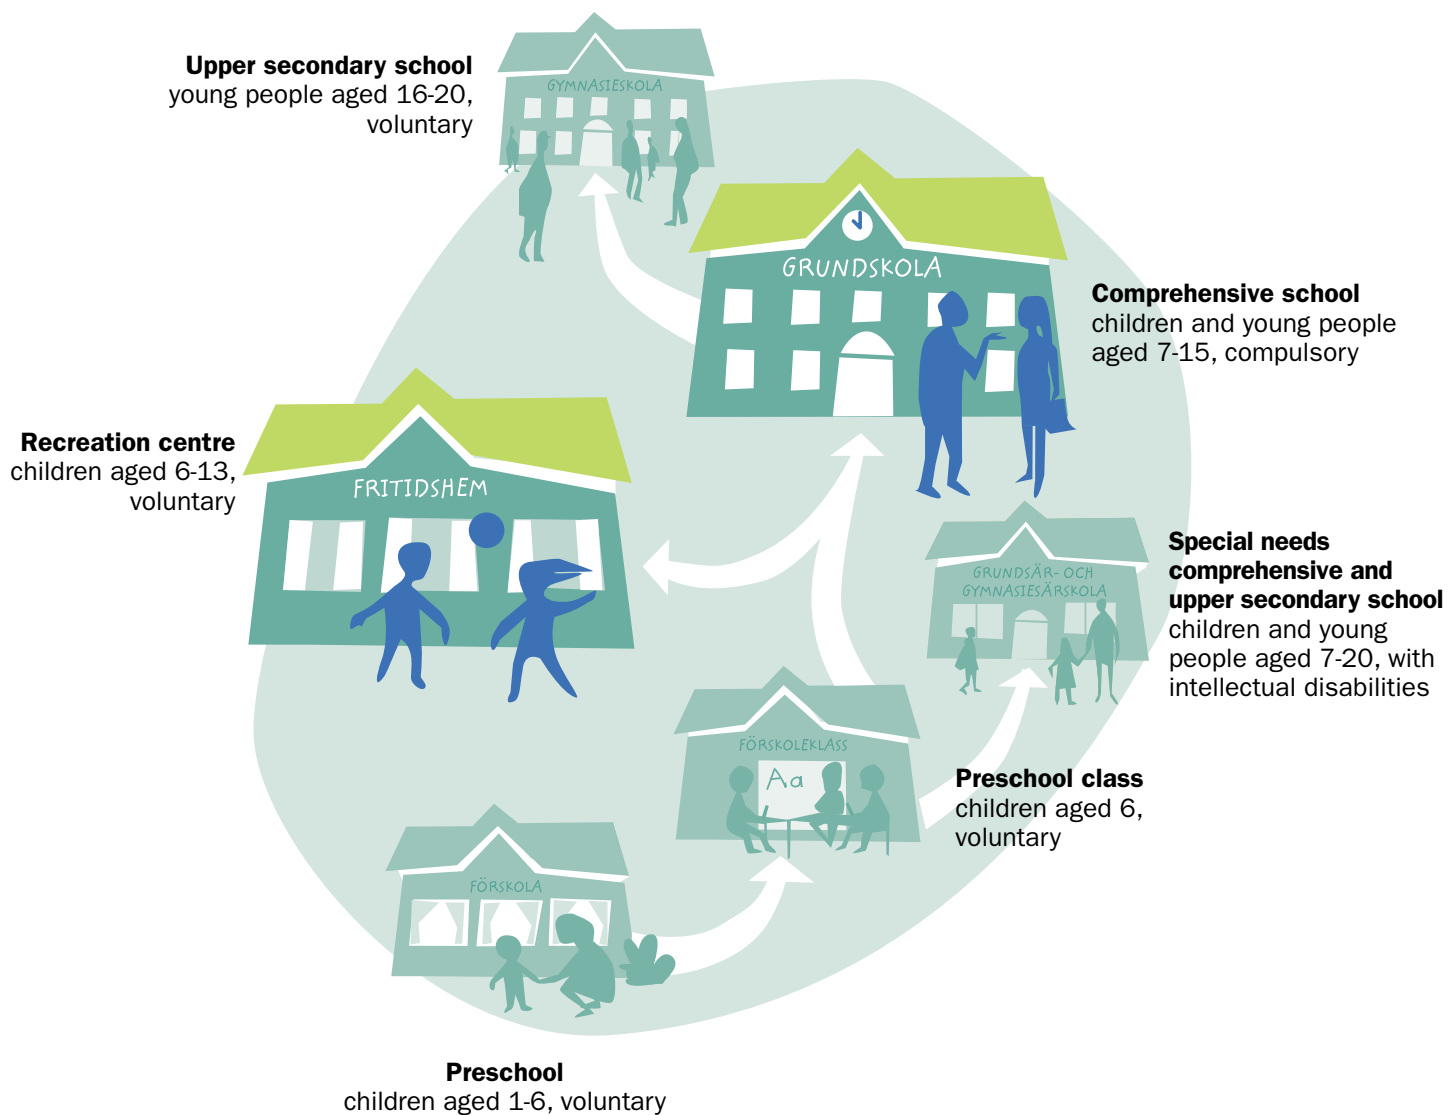 Upper secondary school
young people aged 16-20,
voluntary
GYMNASIESKOLA
GRUNDSKOLA
Comprehensive school
children and young people
aged 7-15, compulsory
Recreation centre
children aged 6-13,
voluntary
FRITIDSHEM
GRUNDSÄR- OCH
GYMNASIESÄRSKOLA
Special needs
comprehensive and
upper secondary school
children and young
people aged 7-20, with
intellectual disabilities
FÖRSKOLEKLASS
Aa
Preschool class
children aged 6,
voluntary
FÖRSKOLA
Preschool
children aged 1-6, voluntary